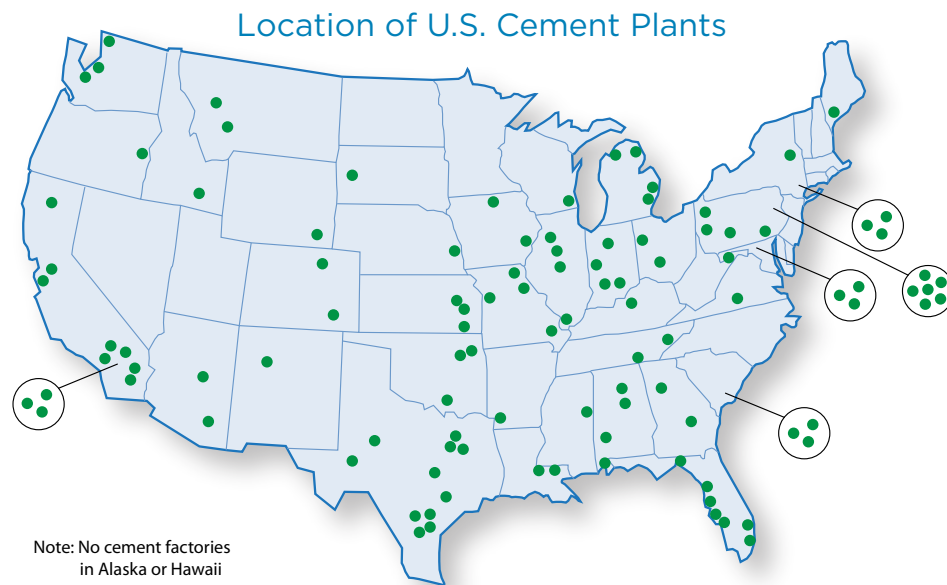 Location of U.S. Cement Plants
Note: No cement factories
in Alaska or Hawaii